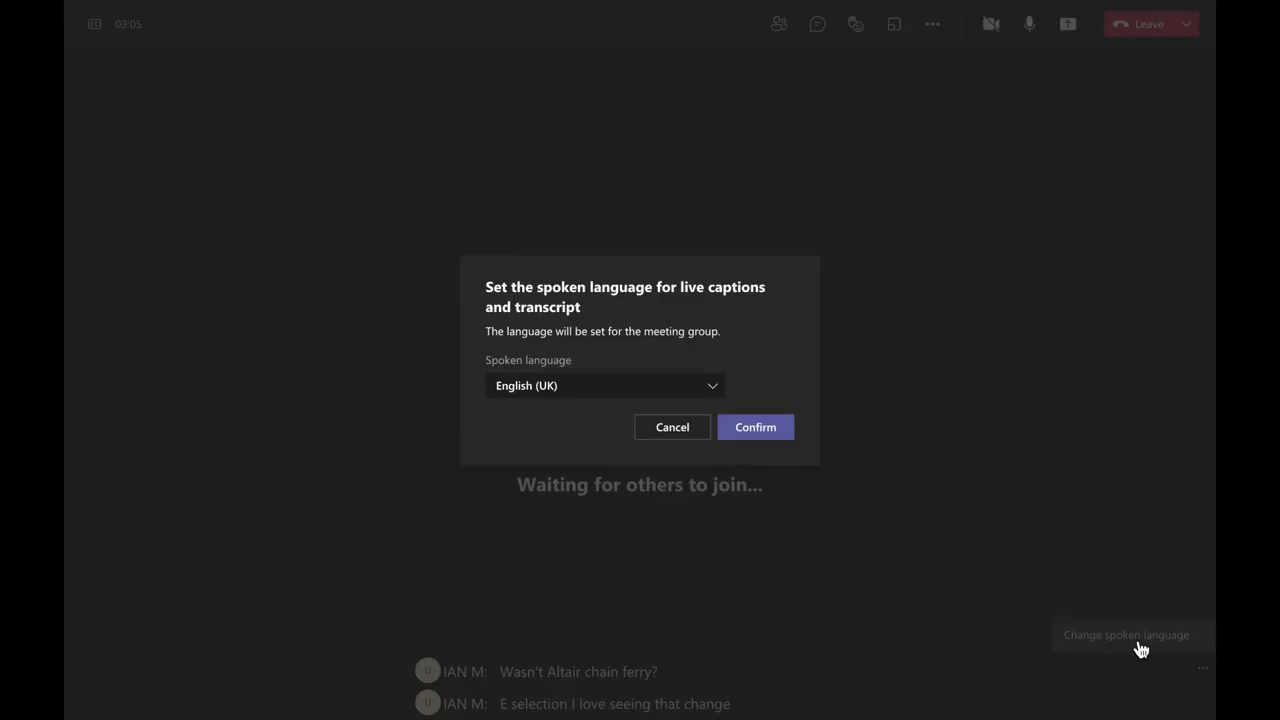 03:05
Leave
Set the spoken language for live captions
and transcript
The language will be set for the meeting group.
Spoken language
English (UK)
Cancel Confirm
Waiting for others to join...
Change spoken language
U IAN M: Wasn't Altair chain ferry?
U IAN M: E selection I love seeing that change